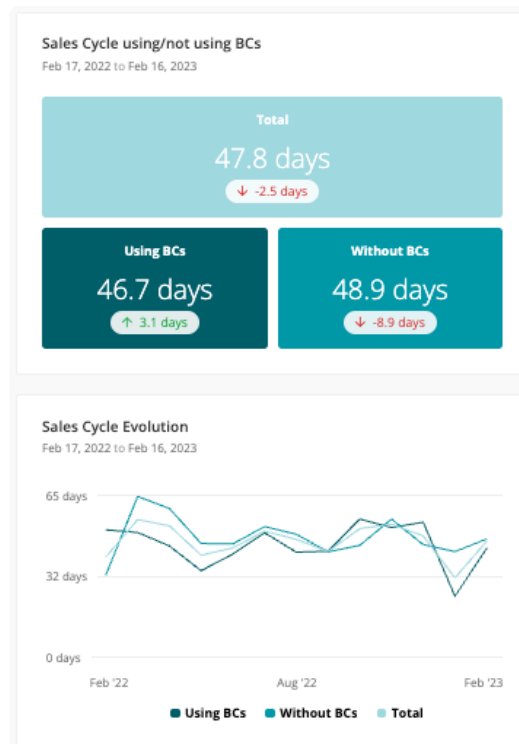 Sales Cycle using/not using BCs
Feb 17, 2022 to Feb 16, 2023
Total
47.8 days
↓ -2.5 days
Using BCs
46.7 days
↑ 3.1 days
Without BCs
48.9 days
↓ -8.9 days
Sales Cycle Evolution
Feb 17, 2022 to Feb 16, 2023
65 days
32 days
0 days
Feb '22 Aug '22 Feb '23
Using BCs Without BCs Total